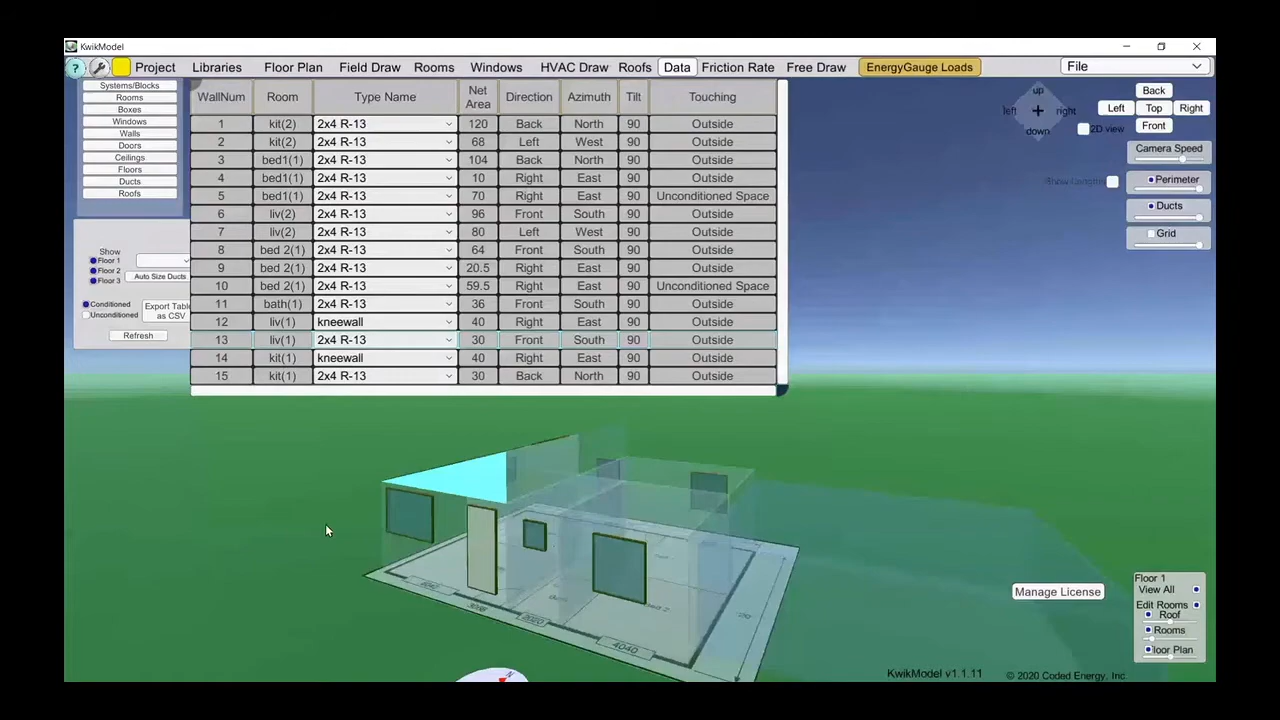 KwikModel
? Project Libraries Floor Plan Field Draw Rooms Windows HVAC Draw Roofs Data Friction Rate Free Draw EnergyGauge Loads File
Systems/Blocks
Rooms
Boxes
Windows
Walls
Doors
Ceilings
Floors
Ducts
Roofs
Show
Floor 1
Floor 2
Floor 3
Auto Size Ducts
Conditioned
Unconditioned
Export Table
as CSV
Refresh
WallNum Room Type Name Net Area Direction Azimuth Tilt Touching
1 kit(2) 2x4 R-13 120 Back North 90 Outside
2 kit(2) 2x4 R-13 68 Left West 90 Outside
3 bed1(1) 2x4 R-13 104 Back North 90 Outside
4 bed1(1) 2x4 R-13 10 Right East 90 Outside
5 bed1(1) 2x4 R-13 70 Right East 90 Unconditioned Space
6 liv(2) 2x4 R-13 96 Front South 90 Outside
7 liv(2) 2x4 R-13 80 Left West 90 Outside
8 bed 2(1) 2x4 R-13 64 Front South 90 Outside
9 bed 2(1) 2x4 R-13 20.5 Right East 90 Outside
10 bed 2(1) 2x4 R-13 59.5 Right East 90 Unconditioned Space
11 bath(1) 2x4 R-13 36 Front South 90 Outside
12 liv(1) kneewall 40 Right East 90 Outside
13 liv(1) 2x4 R-13 30 Front South 90 Outside
14 kit(1) kneewall 40 Right East 90 Outside
15 kit(1) 2x4 R-13 30 Back North 90 Outside
up
left right
down
2D view
Back
Left Top Right
Front
Camera Speed
Perimeter
Ducts
Grid
Manage License
Floor 1
View All
Edit Rooms
Roof
Rooms
Floor Plan
2020
4040
N
KwikModel v1.1.11
© 2020 Coded Energy, Inc.